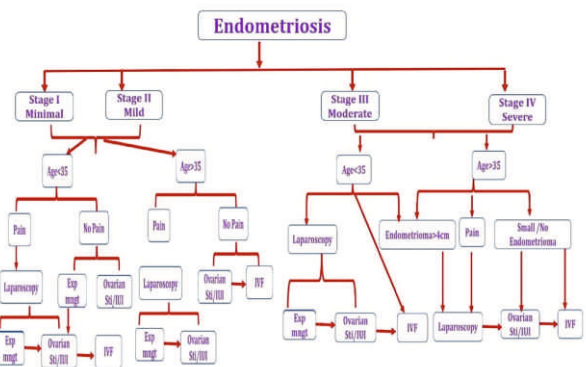 Endometriosis
Stage I
Minimal
Stage II
Mild
Stage III
Moderate
Stage IV
Severe
Age<35
Age>35
Age<35
Age>35
Pain
No Pain
Pain
No Pain
Laparoscopy
Endometrioma>4cm
Pain
Small /No
Endometrioma
Laparoscopy
Exp
mngt
Ovarian
Sti/IUI
Laparoscopy
Ovarian
Sti/IUI
IVF
Exp
mngt
Ovarian
Sti/IUI
IVF
Exp
mngt
Ovarian
Sti/IUI
Exp
mngt
Ovarian
Sti/IUI
IVF
Laparoscopy
Ovarian
Sti/IUI
IVF